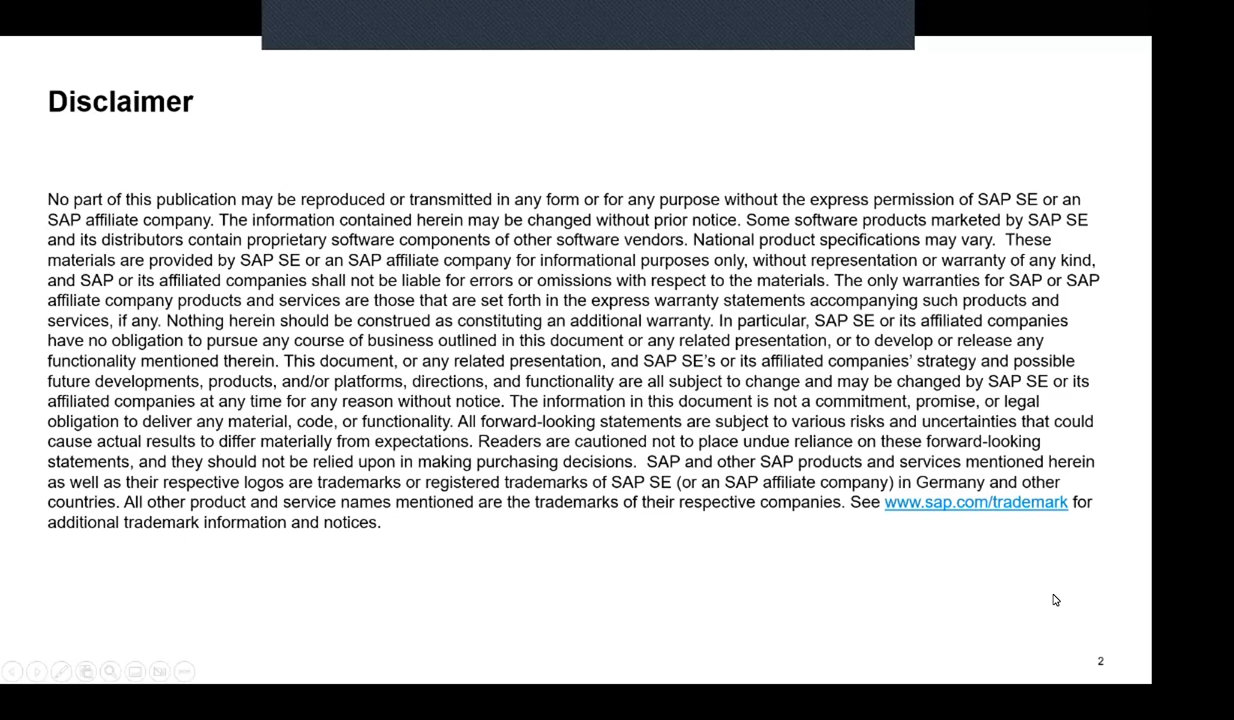 Disclaimer
No part of this publication may be reproduced or transmitted in any form or for any purpose without the express permission of SAP SE or an
SAP affiliate company. The information contained herein may be changed without prior notice. Some software products marketed by SAP SE
and its distributors contain proprietary software components of other software vendors. National product specifications may vary.  These
materials are provided by SAP SE or an SAP affiliate company for informational purposes only, without representation or warranty of any kind,
and SAP or its affiliated companies shall not be liable for errors or omissions with respect to the materials. The only warranties for SAP or SAP
affiliate company products and services are those that are set forth in the express warranty statements accompanying such products and
services, if any. Nothing herein should be construed as constituting an additional warranty. In particular, SAP SE or its affiliated companies
have no obligation to pursue any course of business outlined in this document or any related presentation, or to develop or release any
functionality mentioned therein. This document, or any related presentation, and SAP SE’s or its affiliated companies’ strategy and possible
future developments, products, and/or platforms, directions, and functionality are all subject to change and may be changed by SAP SE or its
affiliated companies at any time for any reason without notice. The information in this document is not a commitment, promise, or legal
obligation to deliver any material, code, or functionality. All forward-looking statements are subject to various risks and uncertainties that could
cause actual results to differ materially from expectations. Readers are cautioned not to place undue reliance on these forward-looking
statements, and they should not be relied upon in making purchasing decisions.  SAP and other SAP products and services mentioned herein
as well as their respective logos are trademarks or registered trademarks of SAP SE (or an SAP affiliate company) in Germany and other
countries. All other product and service names mentioned are the trademarks of their respective companies. See www.sap.com/trademark for
additional trademark information and notices.
2